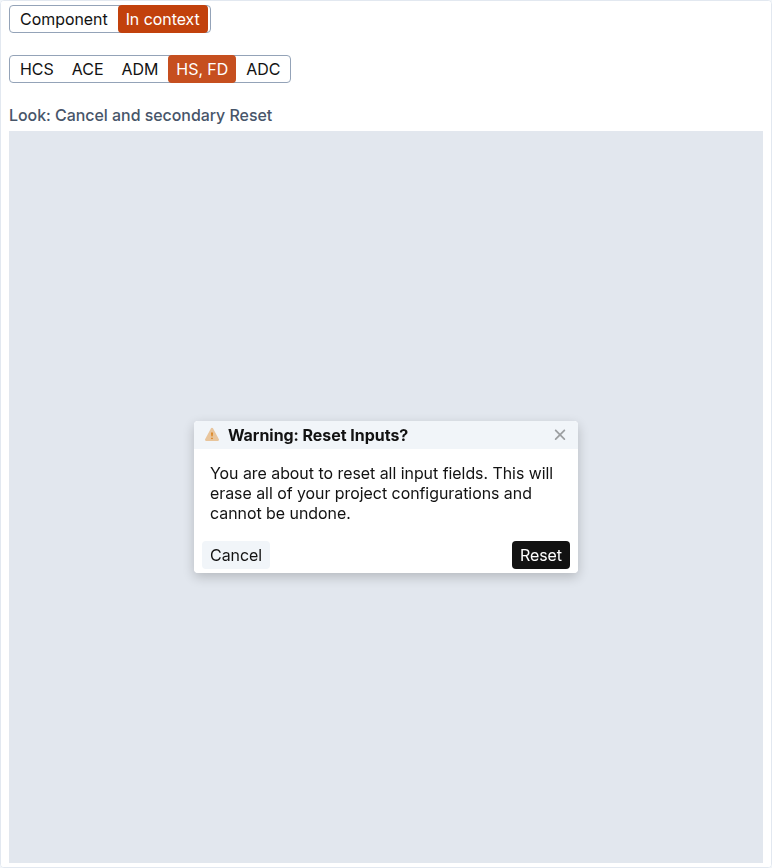 Component In context
HCS ACE ADM HS, FD ADC
Look: Cancel and secondary Reset
Warning: Reset Inputs?
You are about to reset all input fields. This will
erase all of your project configurations and
cannot be undone.
Cancel Reset